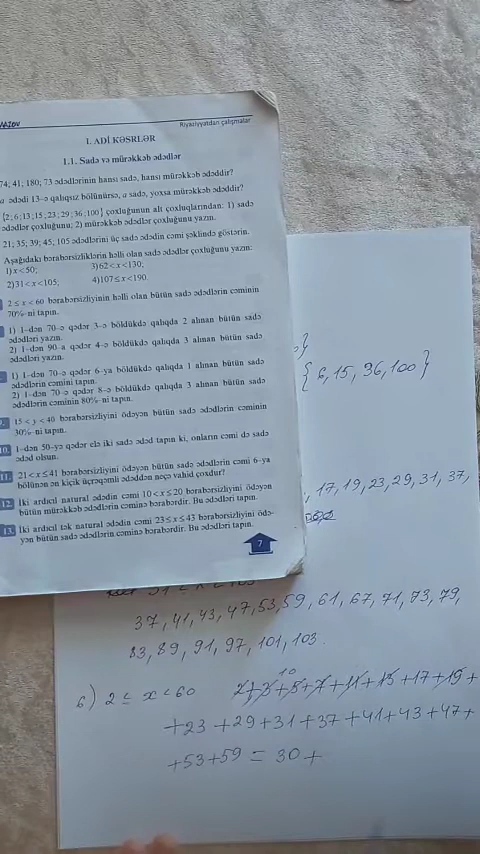 Riyaziyyatdan çalışmalar
I. ADİ KƏSRLƏR
1.1. Sadə və mürəkkəb ədədlər
74; 41; 180; 73 ədədlərinin hansı sadə, hansı mürəkkəb ədəddir?
a ədədi 13-ə qalıqsız bölünürsə, a sadə, yoxsa mürəkkəb ədəddir?
{2; 6; 13; 15; 23; 29; 36; 100} çoxluğunun alt çoxluqlarından: 1) sadə
ədədlər çoxluğunu; 2) mürəkkəb ədədlər çoxluğunu yazın.
21; 35; 39; 45; 105 ədədlərini üç sadə ədədin cəmi şəklində göstərin.
Aşağıdakı bərabərsizliklərin həlli olan sadə ədədlər çoxluğunu yazın:
1) x < 50; 3) 62 < x < 130;
2) 31 < x < 105; 4) 107 ≤ x < 190.
2 ≤ x < 60 bərabərsizliyinin həlli olan bütün sadə ədədlərin cəminin
70%-ni tapın.
1) 1-dən 70-ə qədər 3-ə böldükdə qalıqda 2 alınan bütün sadə
ədədləri yazın.
2) 1-dən 90-a qədər 4-ə böldükdə qalıqda 3 alınan bütün sadə
ədədləri yazın.
1) 1-dən 70-ə qədər 6-ya böldükdə qalıqda 1 alınan bütün sadə
ədədlərin cəmini tapın.
2) 1-dən 70-ə qədər 8-ə böldükdə qalıqda 3 alınan bütün sadə
ədədlərin cəminin 80%-ni tapın.
15 < y < 40 bərabərsizliyini ödəyən bütün sadə ədədlərin cəminin
30%-ni tapın.
10. 1-dən 50-yə qədər elə iki sadə ədəd tapın ki, onların cəmi də sadə
ədəd olsun.
11. 21 < x ≤ 41 bərabərsizliyini ödəyən bütün sadə ədədlərin cəmi 6-ya
bölünən ən kiçik üçrəqəmli ədəddən neçə vahid çoxdur?
12. İki ardıcıl natural ədədin cəmi 10 < x ≤ 20 bərabərsizliyini ödəyən
bütün mürəkkəb ədədlərin cəminə bərabərdir. Bu ədədləri tapın.
13. İki ardıcıl tək natural ədədin cəmi 23 ≤ x ≤ 43 bərabərsizliyini ödə-
yən bütün sadə ədədlərin cəminə bərabərdir. Bu ədədləri tapın.
7
}
{ 6, 15, 36, 100 }
, 17, 19, 23, 29, 31, 37,
37, 41, 43, 47, 53, 59, 61, 67, 71, 73, 79,
83, 89, 91, 97, 101, 103.
10
6) 2 ≤ x < 60 2+3+5+7+11+13+17+19+
+23+29+31+37+41+43+47+
+53+59 = 30+